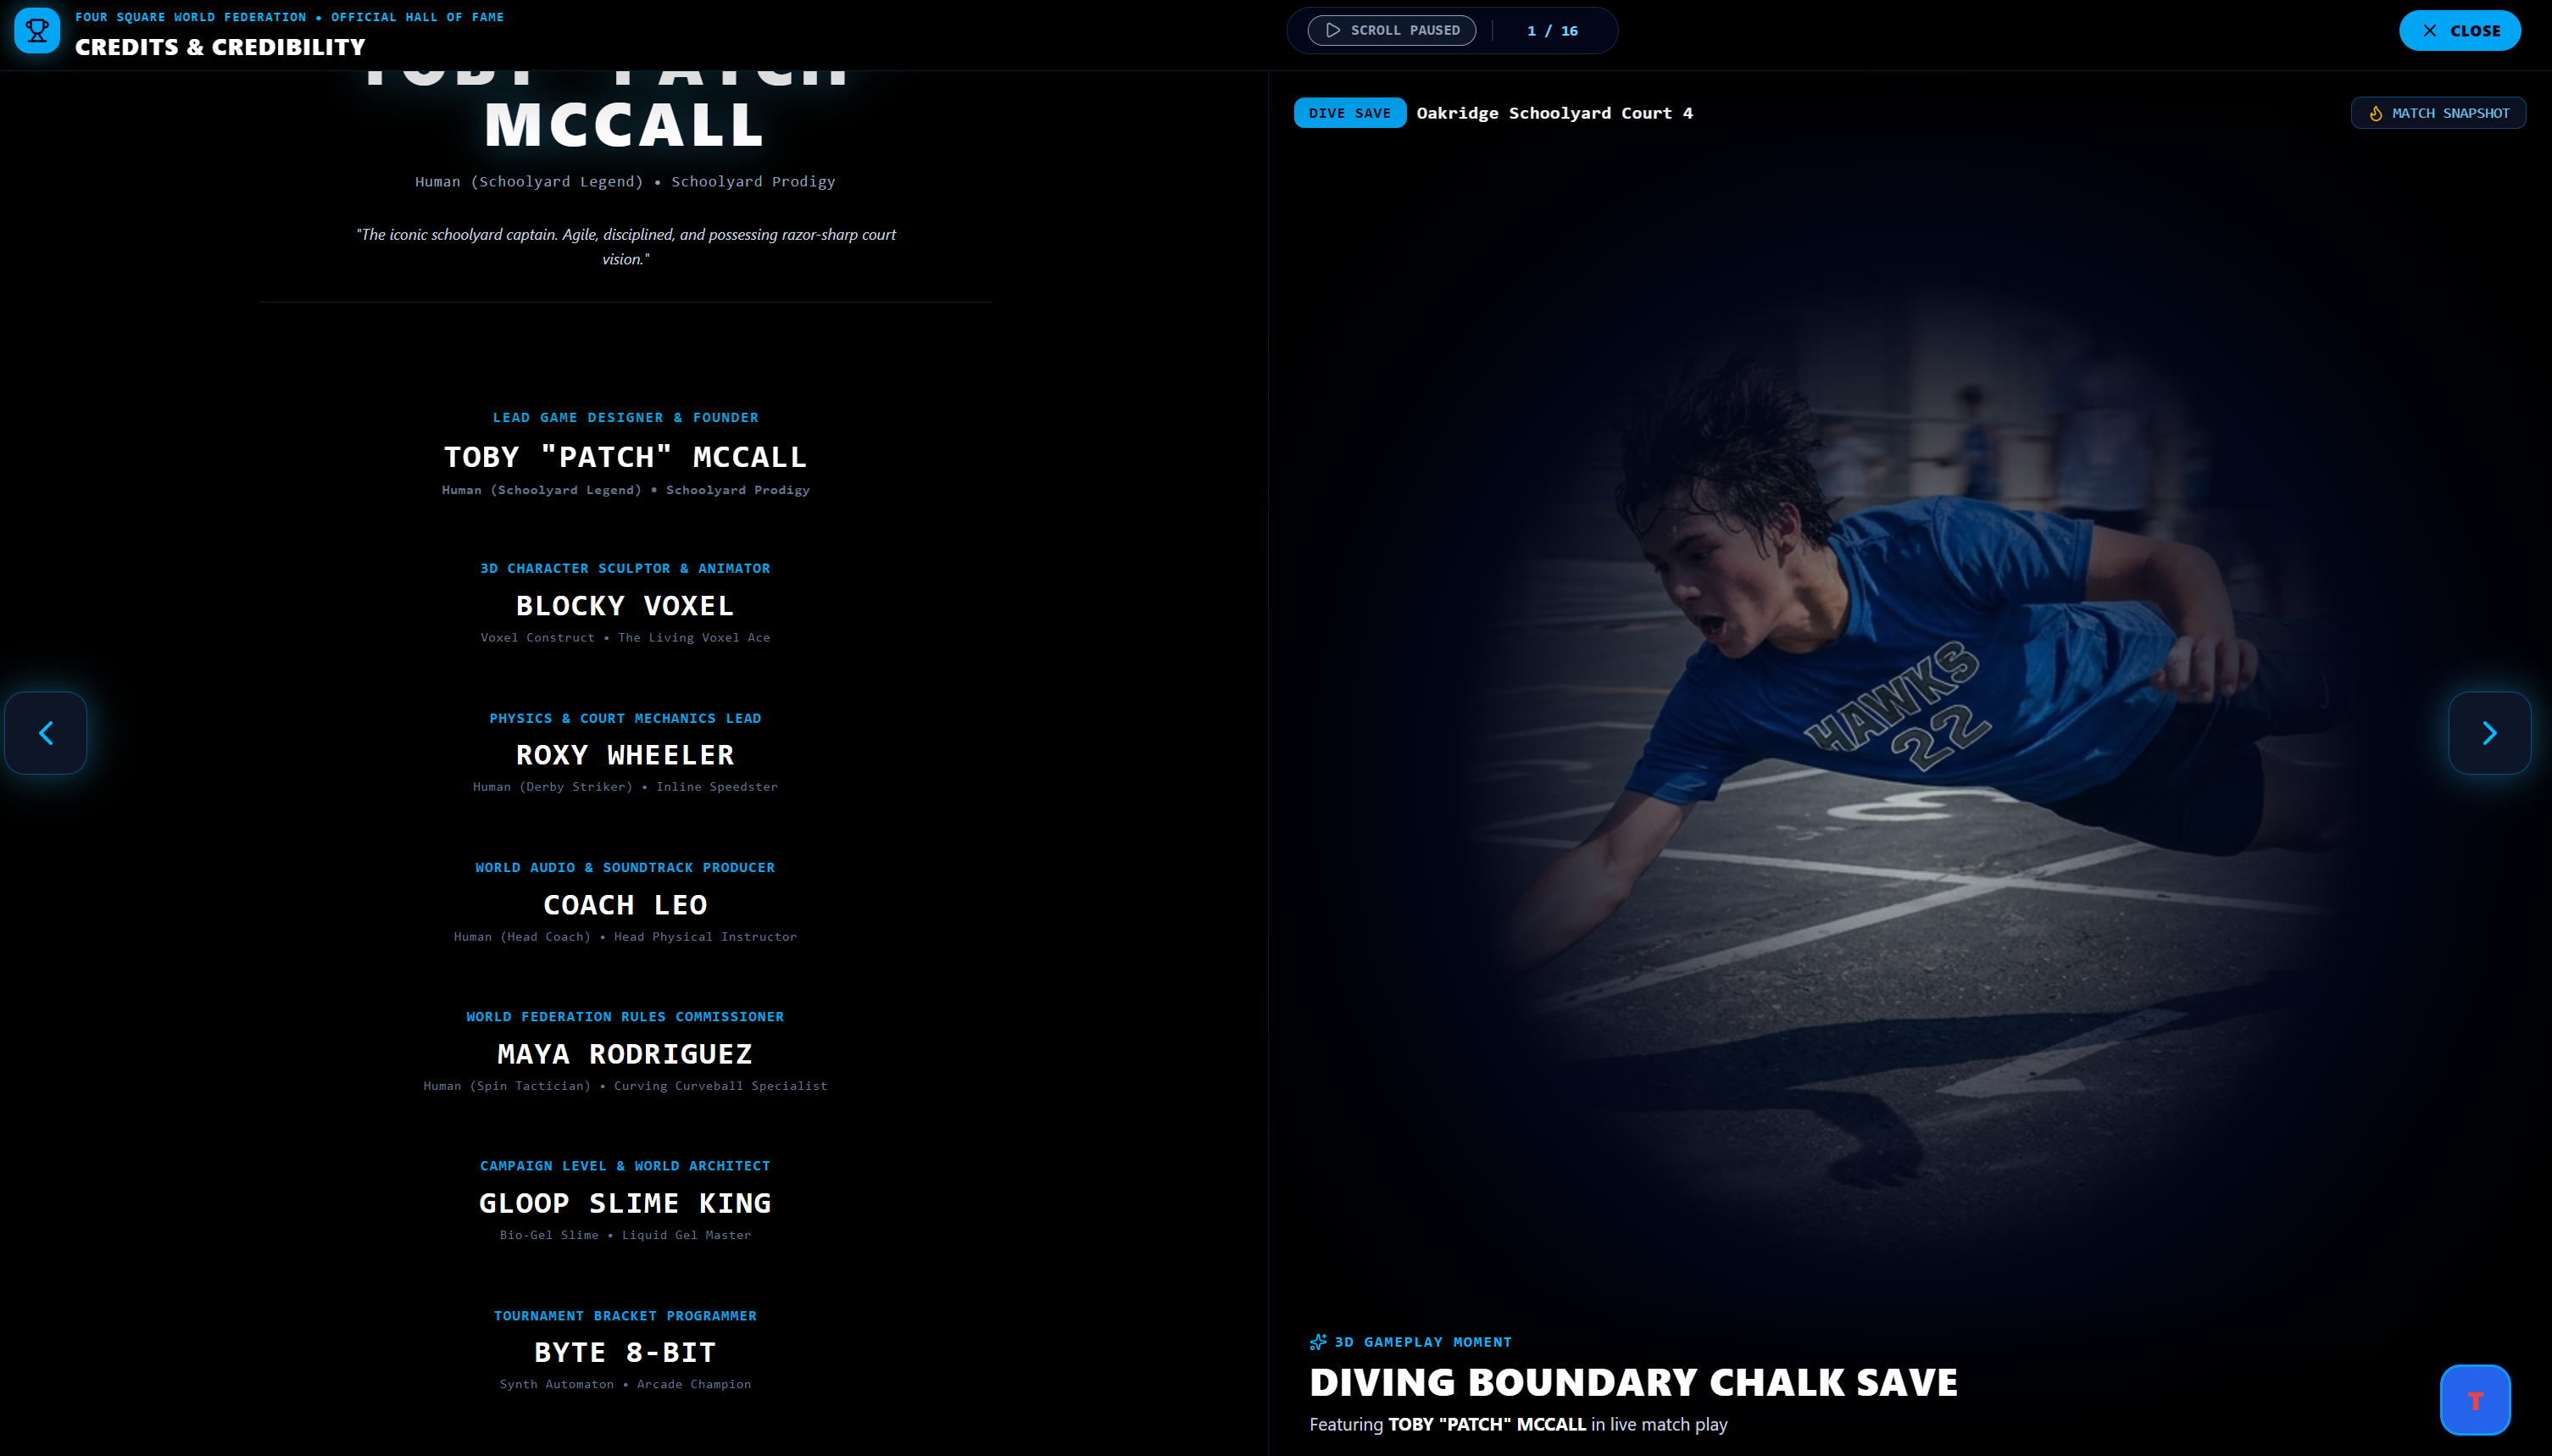 FOUR SQUARE WORLD FEDERATION • OFFICIAL HALL OF FAME
CREDITS & CREDIBILITY
SCROLL PAUSED
1 / 16
CLOSE
TOBY "PATCH"
MCCALL
Human (Schoolyard Legend) • Schoolyard Prodigy
"The iconic schoolyard captain. Agile, disciplined, and possessing razor-sharp court
vision."
LEAD GAME DESIGNER & FOUNDER
TOBY "PATCH" MCCALL
Human (Schoolyard Legend) • Schoolyard Prodigy
3D CHARACTER SCULPTOR & ANIMATOR
BLOCKY VOXEL
Voxel Construct • The Living Voxel Ace
PHYSICS & COURT MECHANICS LEAD
ROXY WHEELER
Human (Derby Striker) • Inline Speedster
WORLD AUDIO & SOUNDTRACK PRODUCER
COACH LEO
Human (Head Coach) • Head Physical Instructor
WORLD FEDERATION RULES COMMISSIONER
MAYA RODRIGUEZ
Human (Spin Tactician) • Curving Curveball Specialist
CAMPAIGN LEVEL & WORLD ARCHITECT
GLOOP SLIME KING
Bio-Gel Slime • Liquid Gel Master
TOURNAMENT BRACKET PROGRAMMER
BYTE 8-BIT
Synth Automaton • Arcade Champion
DIVE SAVE
Oakridge Schoolyard Court 4
MATCH SNAPSHOT
HAWKS
22
3D GAMEPLAY MOMENT
DIVING BOUNDARY CHALK SAVE
Featuring TOBY "PATCH" MCCALL in live match play
T